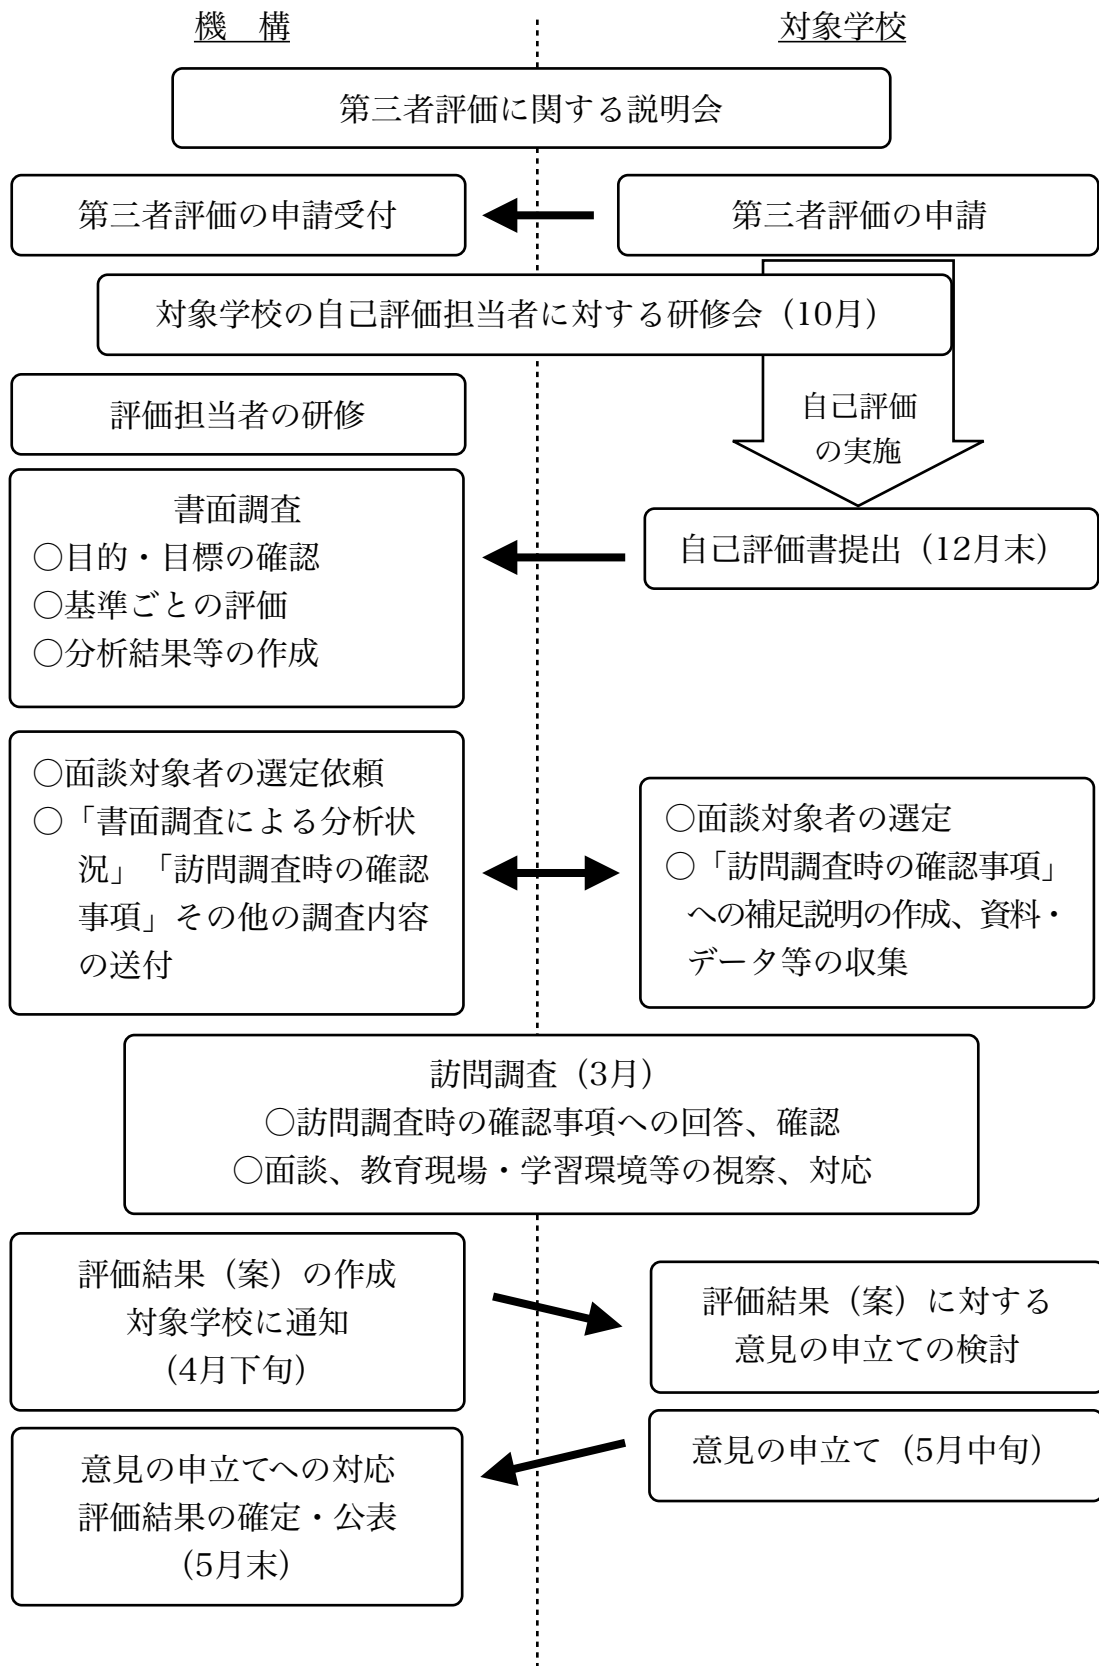 機　構
対象学校
第三者評価に関する説明会
第三者評価の申請受付
第三者評価の申請
対象学校の自己評価担当者に対する研修会（10月）
評価担当者の研修
自己評価
の実施
書面調査
○目的・目標の確認
○基準ごとの評価
○分析結果等の作成
自己評価書提出（12月末）
○面談対象者の選定依頼
○「書面調査による分析状
況」「訪問調査時の確認
事項」その他の調査内容
の送付
○面談対象者の選定
○「訪問調査時の確認事項」
への補足説明の作成、資料・
データ等の収集
訪問調査（3月）
○訪問調査時の確認事項への回答、確認
○面談、教育現場・学習環境等の視察、対応
評価結果（案）の作成
対象学校に通知
（4月下旬）
評価結果（案）に対する
意見の申立ての検討
意見の申立て（5月中旬）
意見の申立てへの対応
評価結果の確定・公表
（5月末）